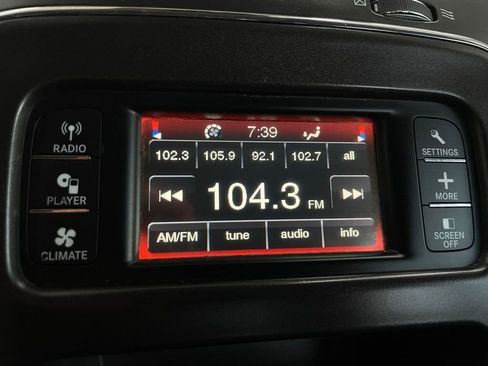 7:39
102.3 105.9 92.1 102.7 all
104.3 FM
AM/FM tune audio info
RADIO
PLAYER
CLIMATE
SETTINGS
MORE
SCREEN
OFF